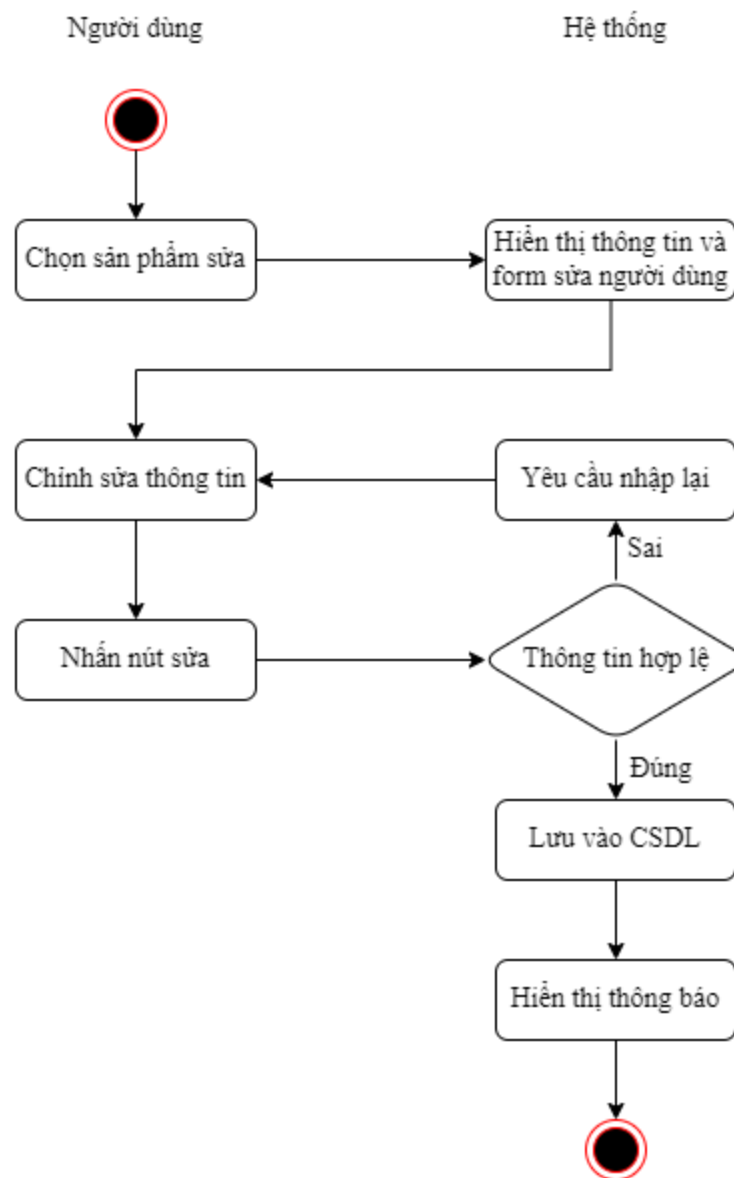 Người dùng
Hệ thống
Chọn sản phẩm sửa
Hiển thị thông tin và
form sửa người dùng
Chỉnh sửa thông tin
Yêu cầu nhập lại
Sai
Nhấn nút sửa
Thông tin hợp lệ
Đúng
Lưu vào CSDL
Hiển thị thông báo